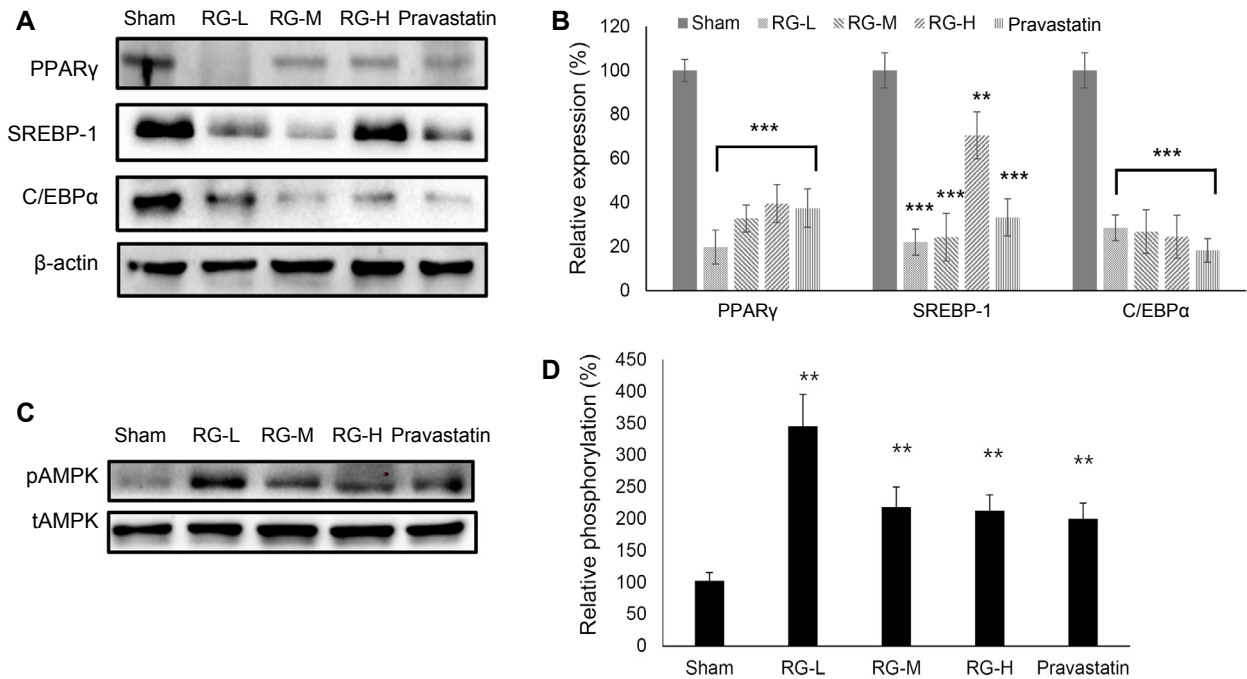 A
Sham RG-L RG-M RG-H Pravastatin
PPARγ
SREBP-1
C/EBPα
β-actin
B
Sham RG-L RG-M RG-H Pravastatin
Relative expression (%)
120
100
80
60
40
20
0
***
*** *** ** ***
***
PPARγ SREBP-1 C/EBPα
C
Sham RG-L RG-M RG-H Pravastatin
pAMPK
tAMPK
D
Relative phosphorylation (%)
450
400
350
300
250
200
150
100
50
0
** ** ** **
Sham RG-L RG-M RG-H Pravastatin